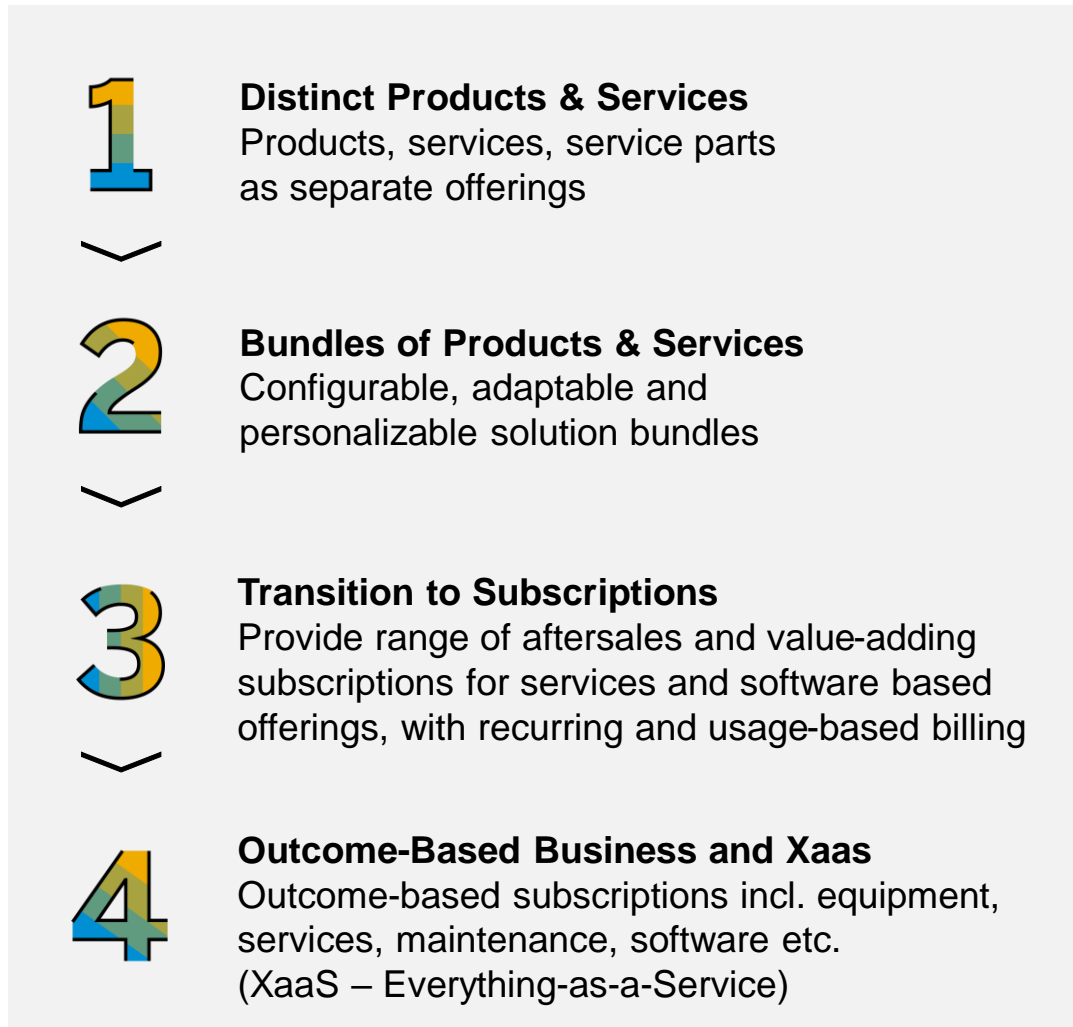 1
Distinct Products & Services
Products, services, service parts
as separate offerings
2
Bundles of Products & Services
Configurable, adaptable and
personalizable solution bundles
3
Transition to Subscriptions
Provide range of aftersales and value-adding
subscriptions for services and software based
offerings, with recurring and usage-based billing
4
Outcome-Based Business and Xaas
Outcome-based subscriptions incl. equipment,
services, maintenance, software etc.
(XaaS – Everything-as-a-Service)